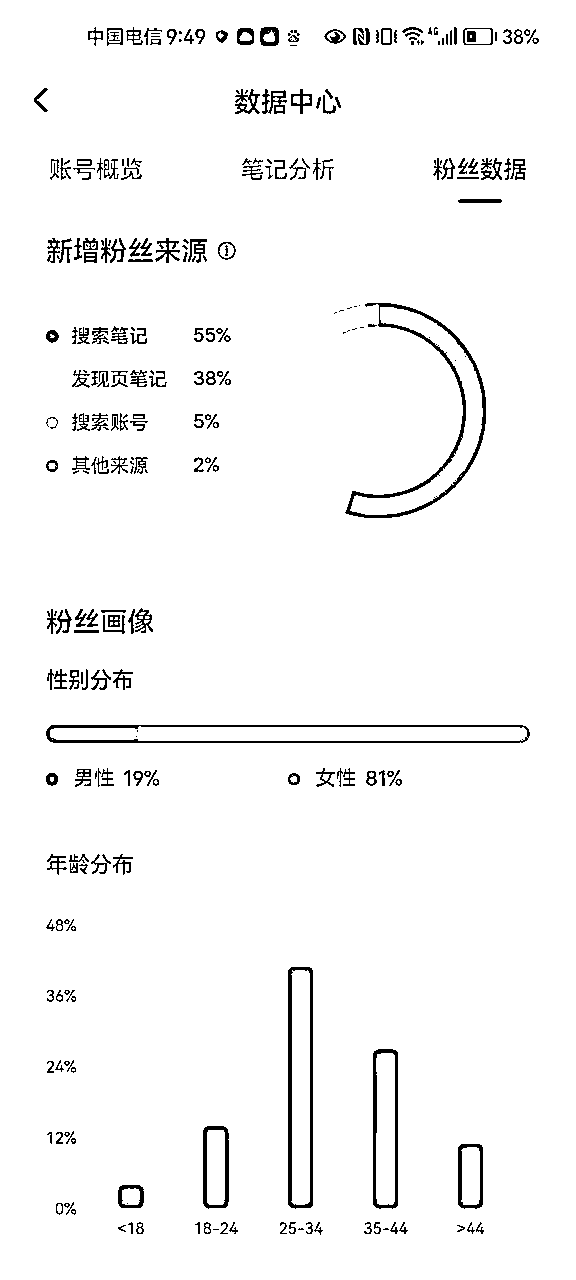 中国电信 9:49 4G 38%
数据中心
账号概览 笔记分析 粉丝数据
新增粉丝来源
搜索笔记 55%
发现页笔记 38%
搜索账号 5%
其他来源 2%
粉丝画像
性别分布
男性 19% 女性 81%
年龄分布
48%
36%
24%
12%
0%
<18 18-24 25-34 35-44 >44